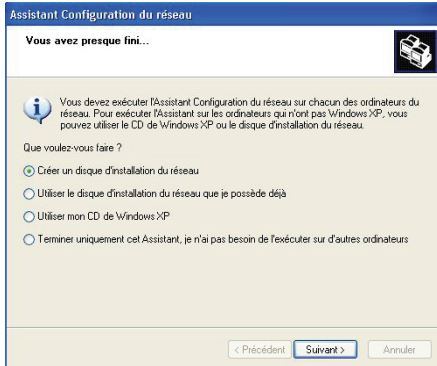 Assistant Configuration du réseau
Vous avez presque fini...
Vous devez exécuter l'Assistant Configuration du réseau sur chacun des ordinateurs du
réseau. Pour exécuter l'Assistant sur les ordinateurs qui n'ont pas Windows XP, vous
pouvez utiliser le CD de Windows XP ou le disque d'installation du réseau.
Que voulez-vous faire ?
Créer un disque d'installation du réseau
Utiliser le disque d'installation du réseau que je possède déjà
Utiliser mon CD de Windows XP
Terminer uniquement cet Assistant, je n'ai pas besoin de l'exécuter sur d'autres ordinateurs
< Précédent Suivant > Annuler